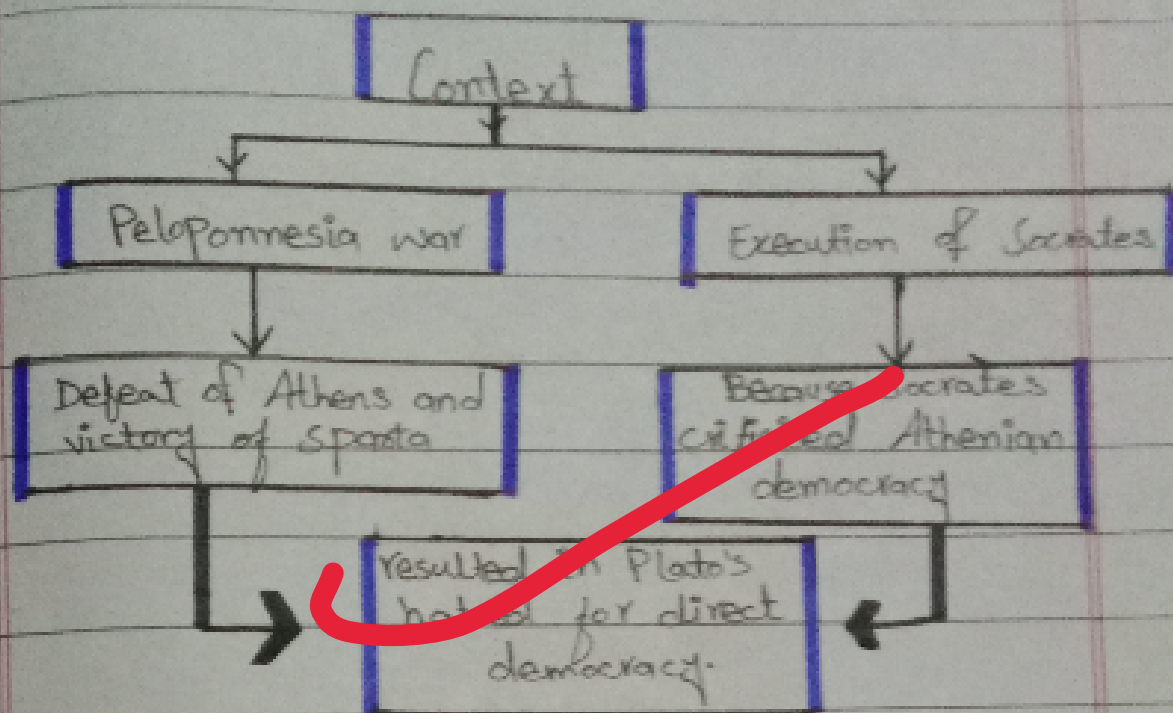 Context
Peloponnesia war
Execution of Socrates
Defeat of Athens and
victory of Sparta
Because Socrates
criticised Athenian
democracy
resulted in Plato's
hatred for direct
democracy.